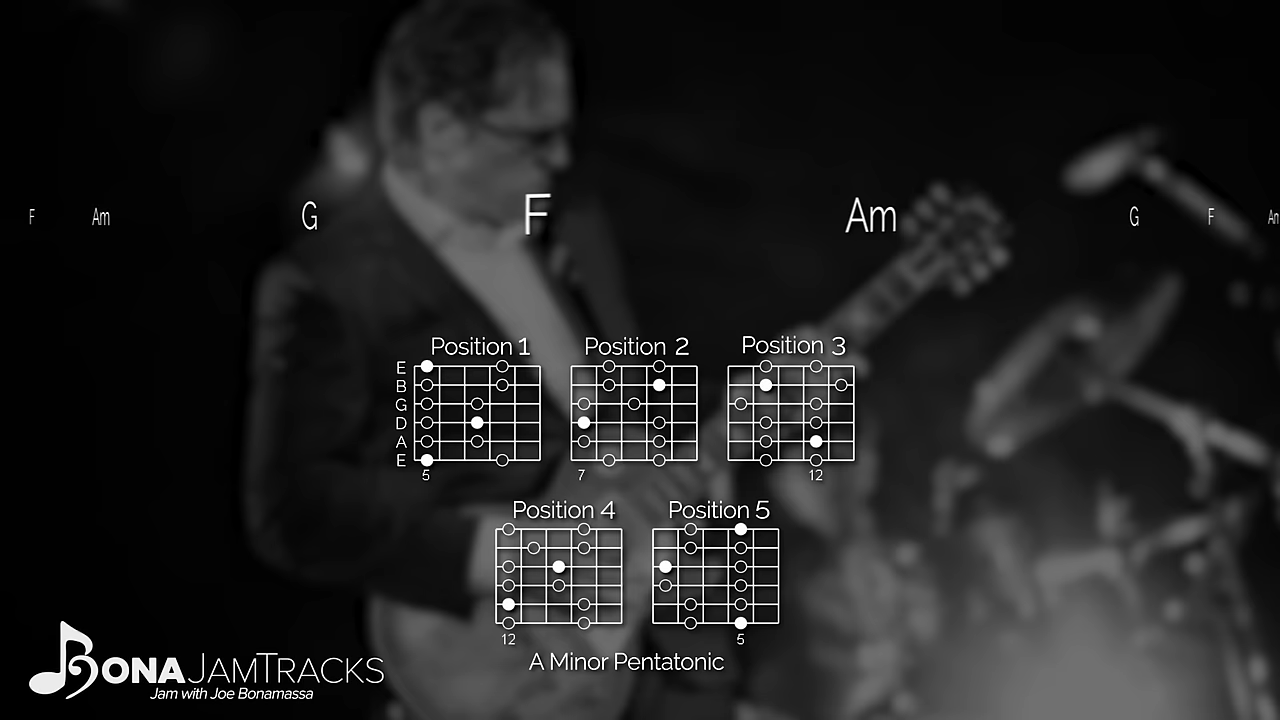 F Am G F Am G F Am
Position 1 Position 2 Position 3
E
B
G
D
A
E
5 7 12
Position 4 Position 5
12 5
A Minor Pentatonic
BONAJAMTRACKS
Jam with Joe Bonamassa